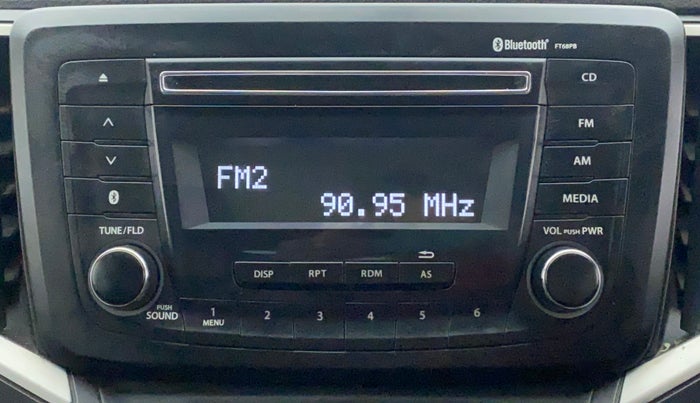 Bluetooth® FT68PB
CD
FM2
90.95 MHz
FM
AM
MEDIA
TUNE/FLD
VOL PUSH PWR
DISP RPT RDM AS
PUSH
SOUND
1 2 3 4 5 6
MENU